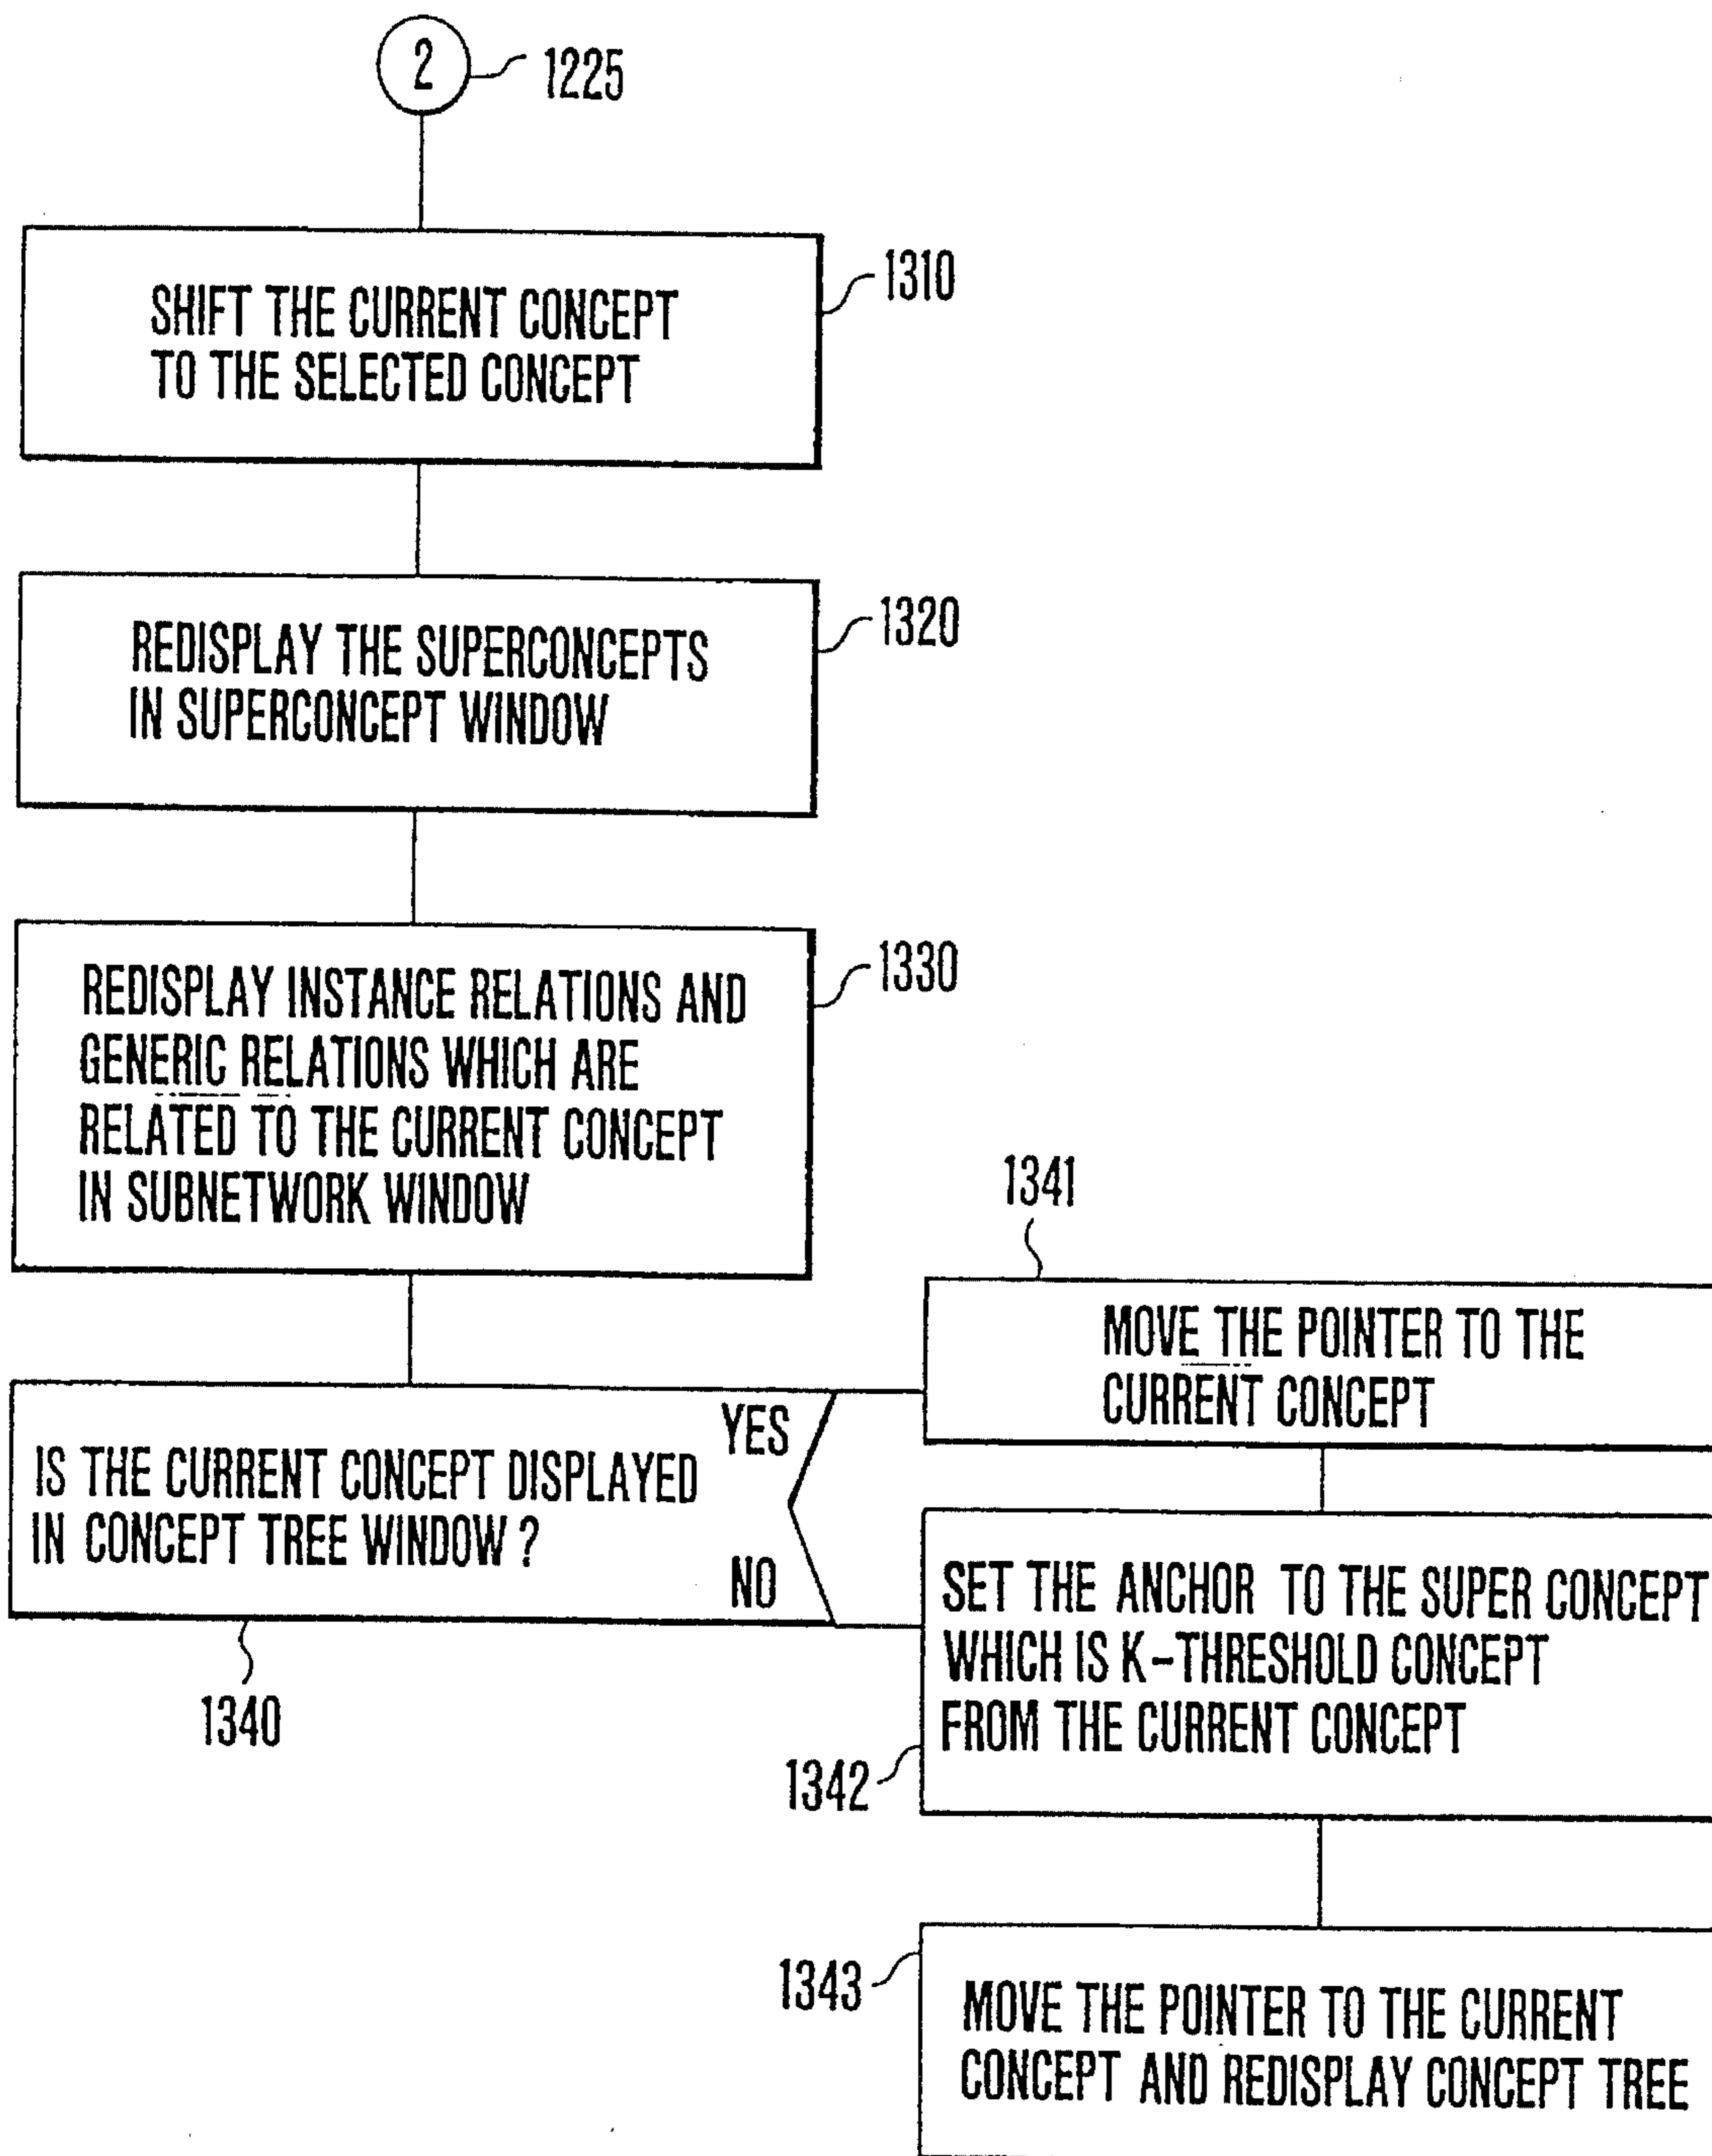 2
1225
SHIFT THE CURRENT CONCEPT
TO THE SELECTED CONCEPT
1310
REDISPLAY THE SUPERCONCEPTS
IN SUPERCONCEPT WINDOW
1320
REDISPLAY INSTANCE RELATIONS AND
GENERIC RELATIONS WHICH ARE
RELATED TO THE CURRENT CONCEPT
IN SUBNETWORK WINDOW
1330
IS THE CURRENT CONCEPT DISPLAYED
IN CONCEPT TREE WINDOW ?
YES
NO
1340
1341
MOVE THE POINTER TO THE
CURRENT CONCEPT
SET THE ANCHOR TO THE SUPER CONCEPT
WHICH IS K-THRESHOLD CONCEPT
FROM THE CURRENT CONCEPT
1342
1343
MOVE THE POINTER TO THE CURRENT
CONCEPT AND REDISPLAY CONCEPT TREE